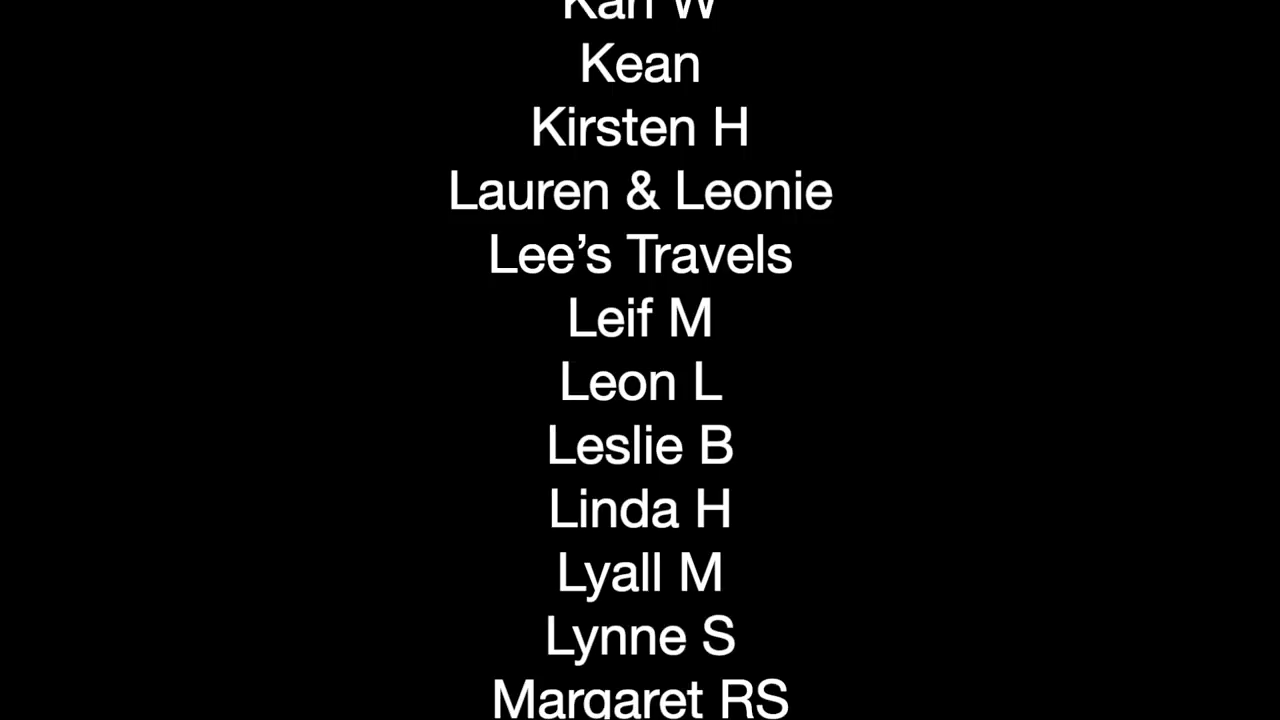 W
Kean
Kirsten H
Lauren & Leonie
Lee’s Travels
Leif M
Leon L
Leslie B
Linda H
Lyall M
Lynne S
Margaret RS